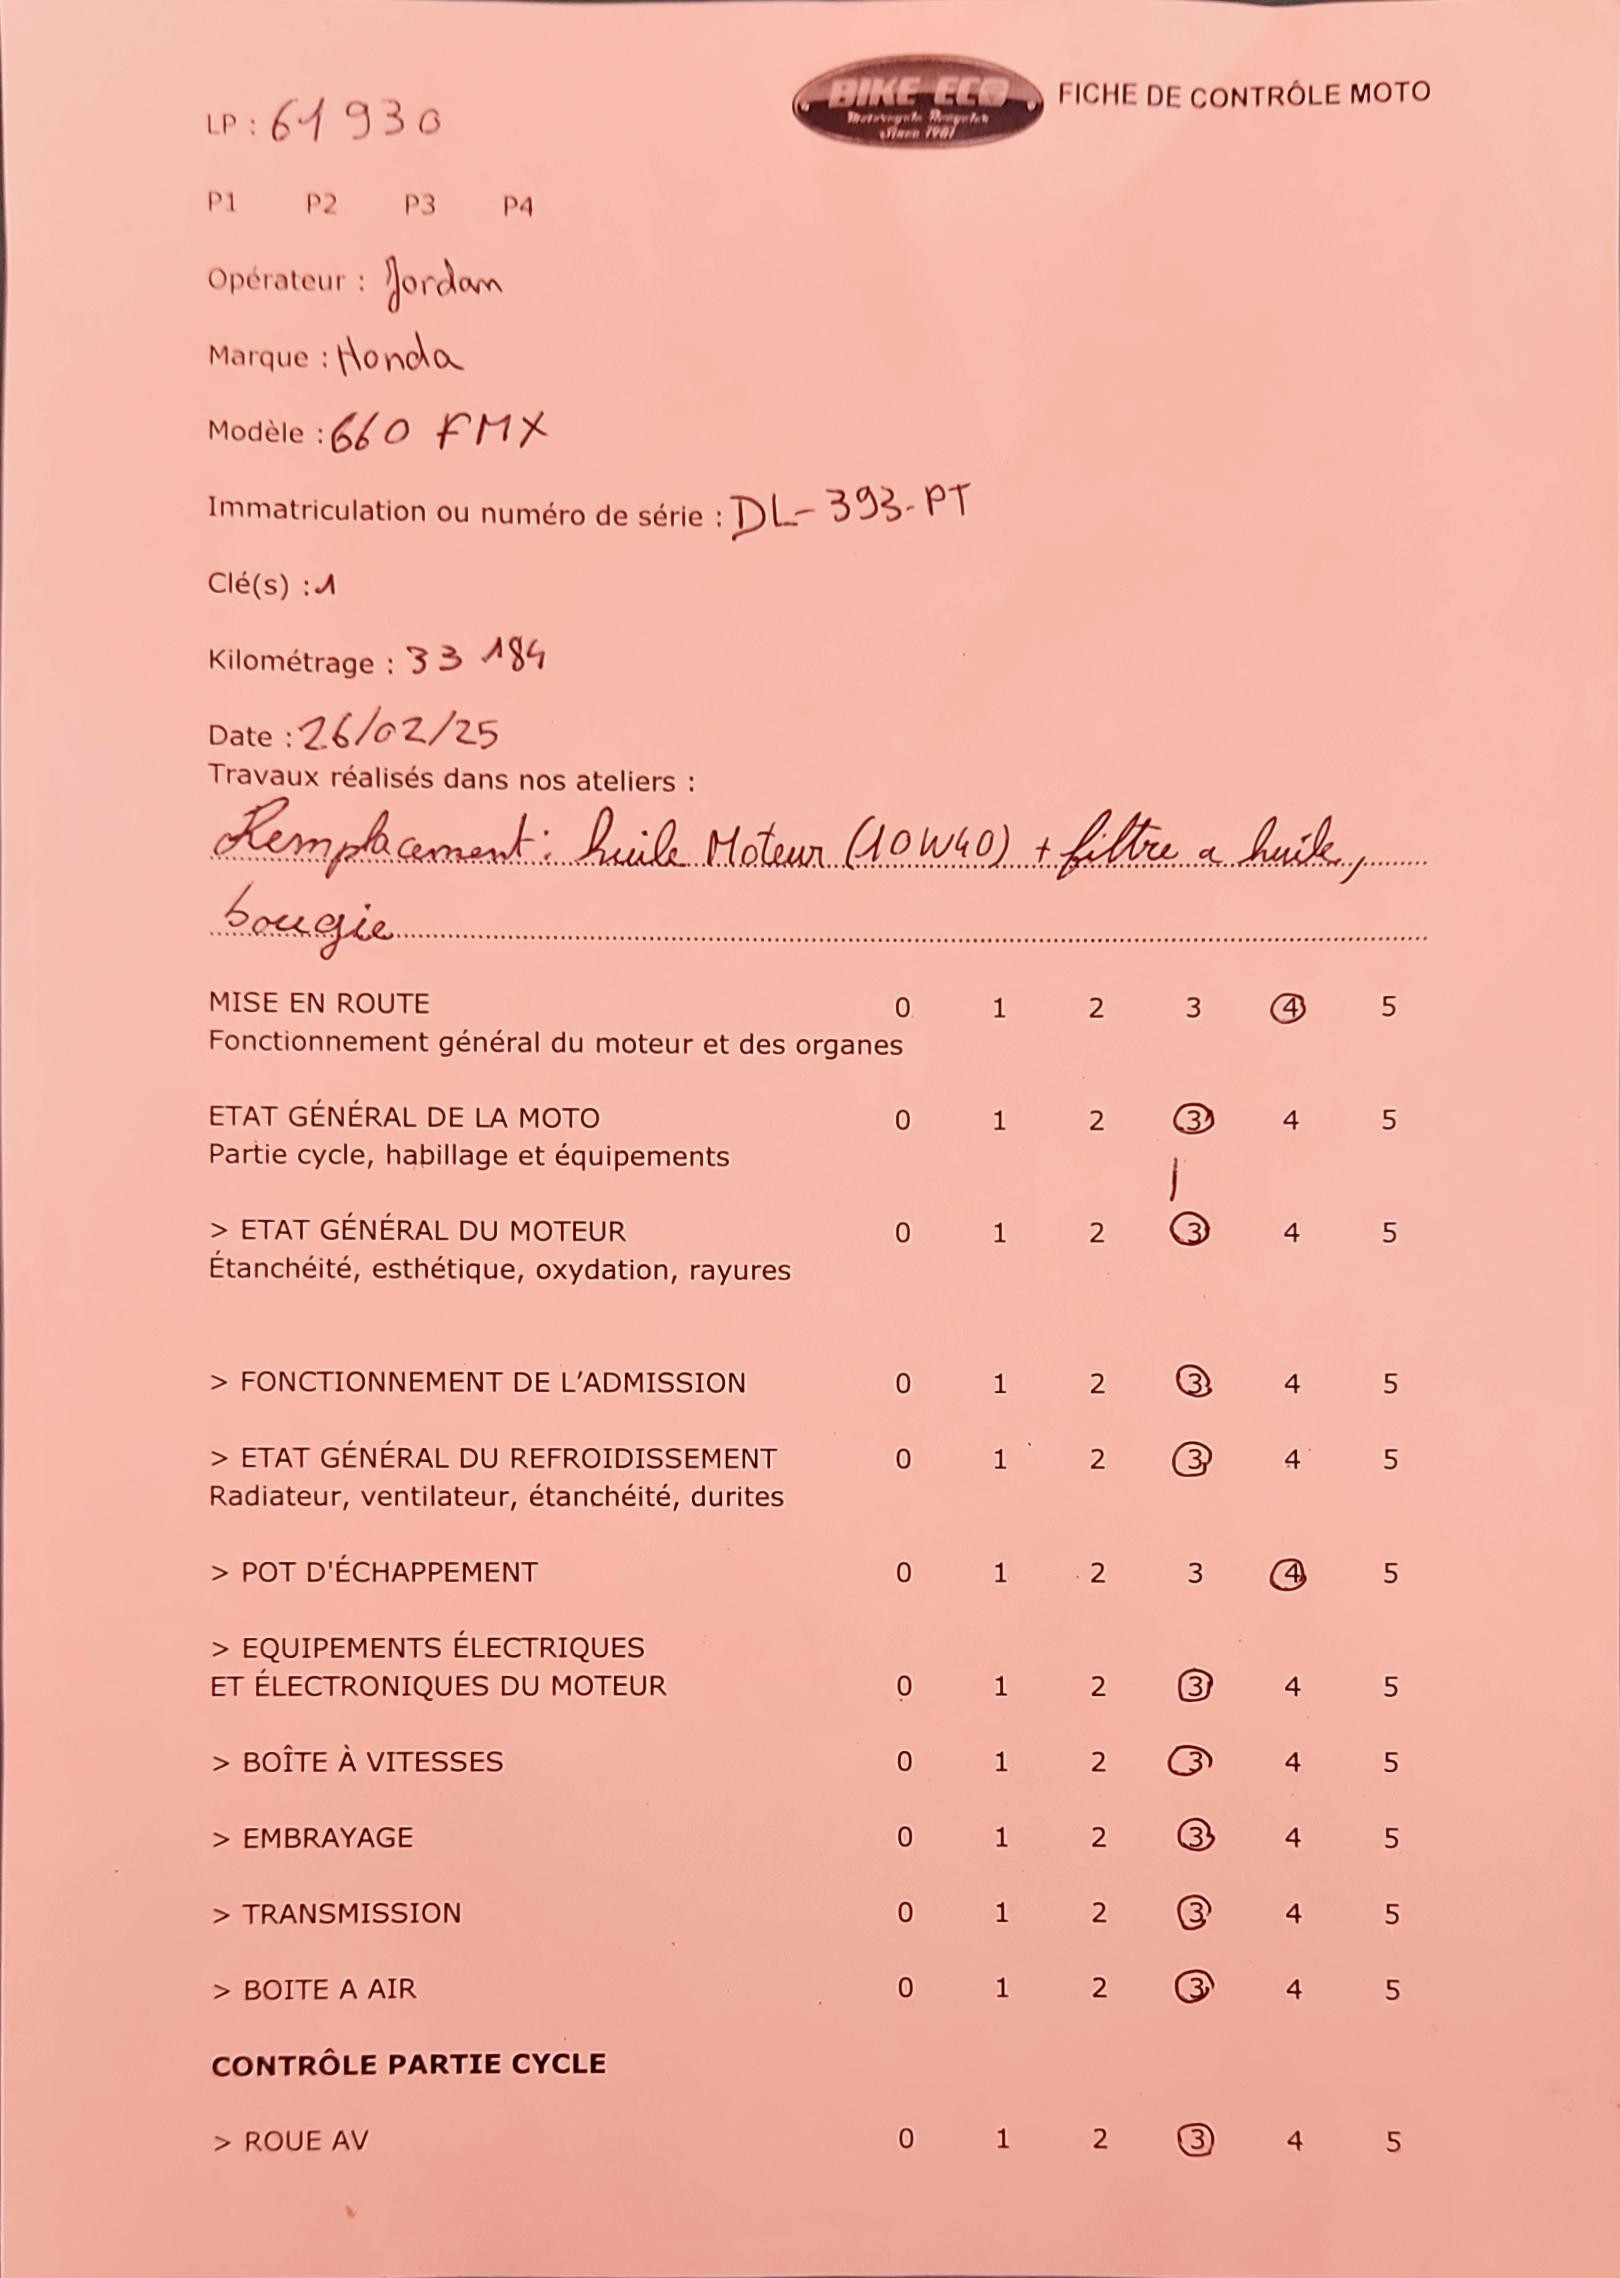 BIKE ECO
Motorcycle Recycler
Since 1987
FICHE DE CONTRÔLE MOTO
LP : 61 930
P1 P2 P3 P4
Opérateur : Jordan
Marque : Honda
Modèle : 660 FMX
Immatriculation ou numéro de série : DL-393-PT
Clé(s) : 1
Kilométrage : 33 184
Date : 26/02/25
Travaux réalisés dans nos ateliers :
Remplacement : huile Moteur (10W40) + filtre a huile,
bougie
MISE EN ROUTE 0 1 2 3 4 5
Fonctionnement général du moteur et des organes
ETAT GÉNÉRAL DE LA MOTO 0 1 2 3 4 5
Partie cycle, habillage et équipements
> ETAT GÉNÉRAL DU MOTEUR 0 1 2 3 4 5
Étanchéité, esthétique, oxydation, rayures
> FONCTIONNEMENT DE L'ADMISSION 0 1 2 3 4 5
> ETAT GÉNÉRAL DU REFROIDISSEMENT 0 1 2 3 4 5
Radiateur, ventilateur, étanchéité, durites
> POT D'ÉCHAPPEMENT 0 1 2 3 4 5
> EQUIPEMENTS ÉLECTRIQUES
ET ÉLECTRONIQUES DU MOTEUR 0 1 2 3 4 5
> BOÎTE À VITESSES 0 1 2 3 4 5
> EMBRAYAGE 0 1 2 3 4 5
> TRANSMISSION 0 1 2 3 4 5
> BOITE A AIR 0 1 2 3 4 5
CONTRÔLE PARTIE CYCLE
> ROUE AV 0 1 2 3 4 5